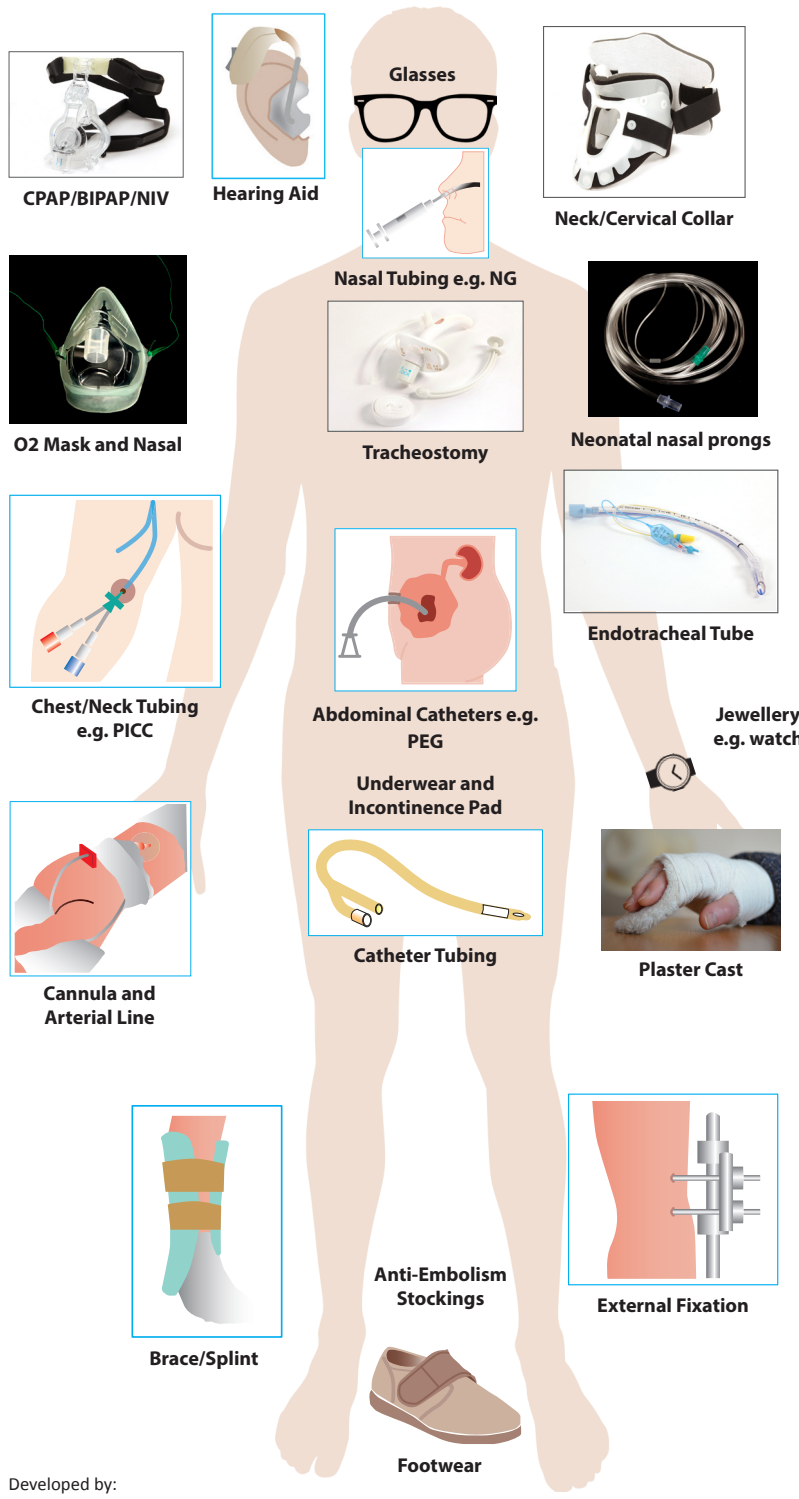 Glasses
CPAP/BIPAP/NIV
Hearing Aid
Neck/Cervical Collar
Nasal Tubing e.g. NG
O2 Mask and Nasal
Tracheostomy
Neonatal nasal prongs
Endotracheal Tube
Chest/Neck Tubing
e.g. PICC
Abdominal Catheters e.g.
PEG
Jewellery
e.g. watch
Underwear and
Incontinence Pad
Catheter Tubing
Plaster Cast
Cannula and
Arterial Line
Brace/Splint
Anti-Embolism
Stockings
External Fixation
Footwear
Developed by: